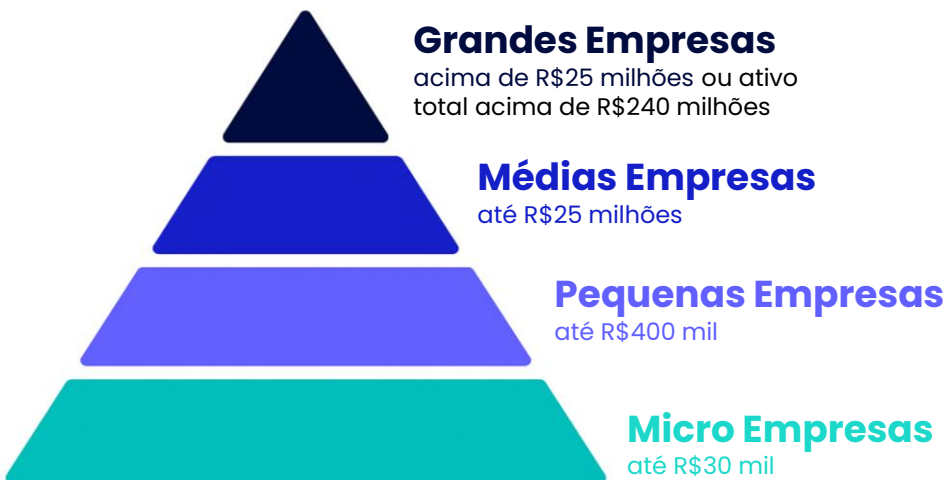 Grandes Empresas
acima de R$25 milhões ou ativo
total acima de R$240 milhões
Médias Empresas
até R$25 milhões
Pequenas Empresas
até R$400 mil
Micro Empresas
até R$30 mil